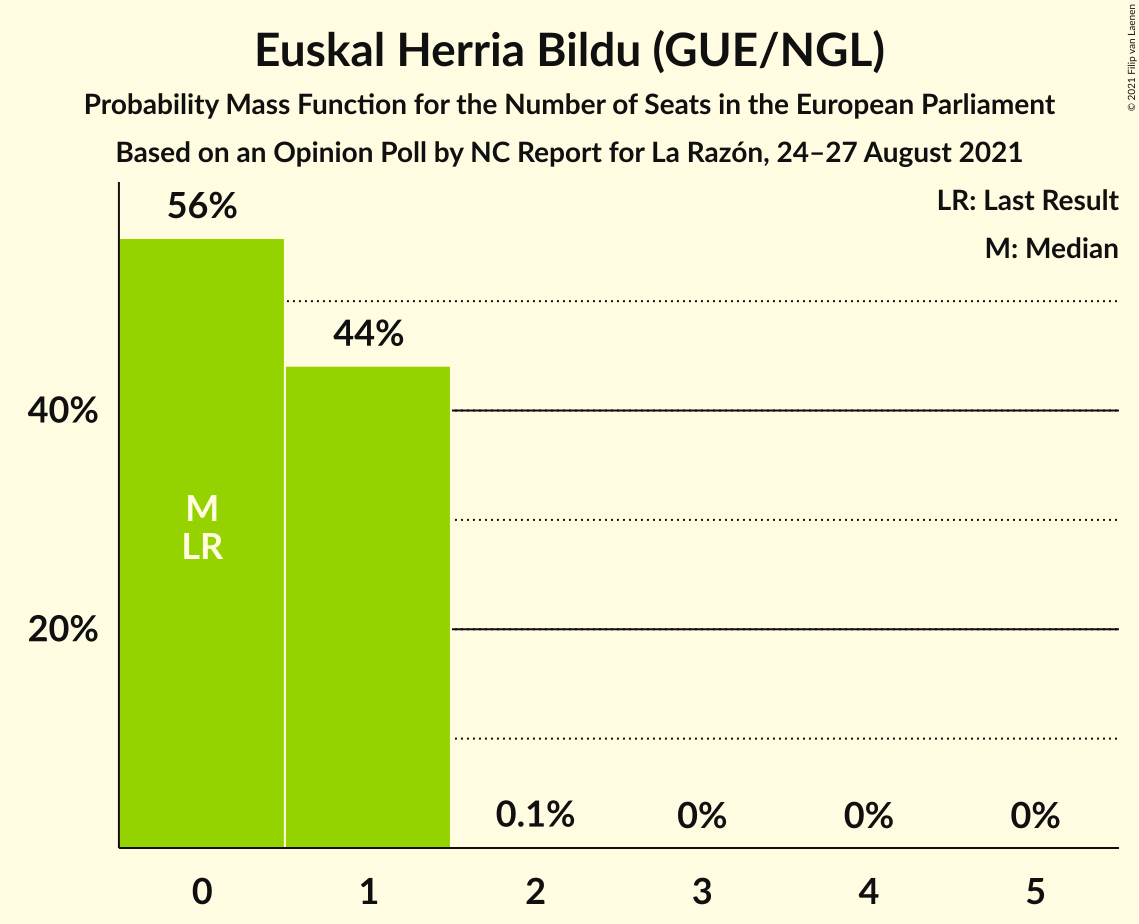 Euskal Herria Bildu (GUE/NGL)
Probability Mass Function for the Number of Seats in the European Parliament
Based on an Opinion Poll by NC Report for La Razón, 24–27 August 2021
© 2021 Filip van Laenen
LR: Last Result
M: Median
56%
44%
40%
M
LR
20%
0.1%
0%
0%
0%
0
1
2
3
4
5